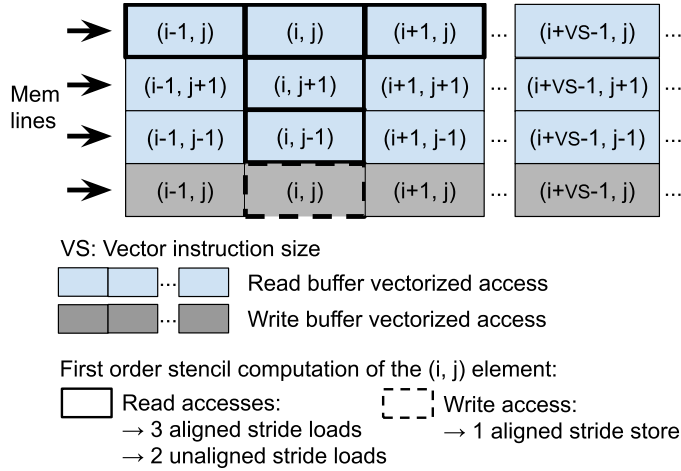 (i-1, j) (i, j) (i+1, j) ... (i+VS-1, j) ...
(i-1, j+1) (i, j+1) (i+1, j+1) ... (i+VS-1, j+1) ...
Mem
lines
(i-1, j-1) (i, j-1) (i+1, j-1) ... (i+VS-1, j-1) ...
(i-1, j) (i, j) (i+1, j) ... (i+VS-1, j) ...
VS: Vector instruction size
... Read buffer vectorized access
... Write buffer vectorized access
First order stencil computation of the (i, j) element:
Read accesses:
→ 3 aligned stride loads
→ 2 unaligned stride loads
Write access:
→ 1 aligned stride store